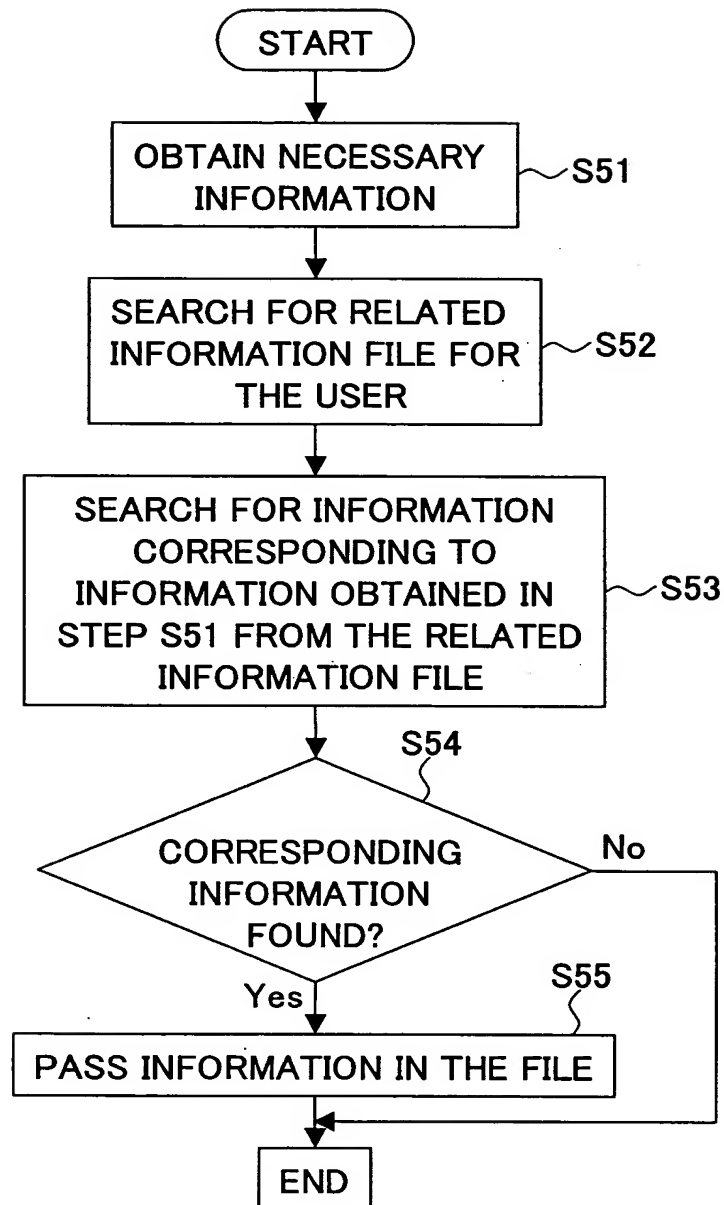 START
OBTAIN NECESSARY
INFORMATION
S51
SEARCH FOR RELATED
INFORMATION FILE FOR
THE USER
S52
SEARCH FOR INFORMATION
CORRESPONDING TO
INFORMATION OBTAINED IN
STEP S51 FROM THE RELATED
INFORMATION FILE
S53
S54
CORRESPONDING
INFORMATION
FOUND?
No
Yes
S55
PASS INFORMATION IN THE FILE
END